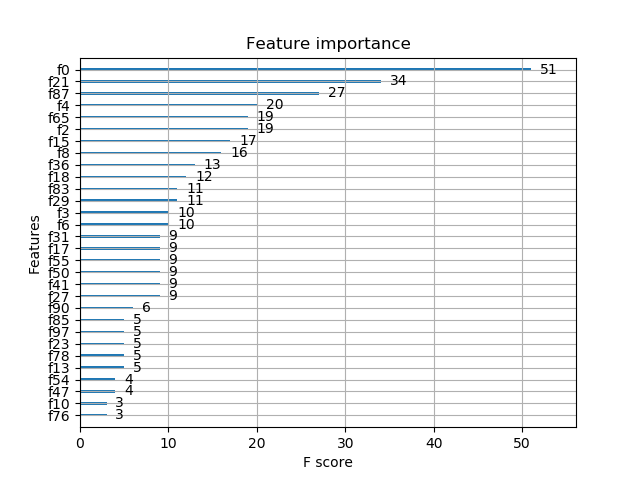 Feature importance
Features
f0 51
f21 34
f87 27
f4 20
f65 19
f2 19
f15 17
f8 16
f36 13
f18 12
f83 11
f29 11
f3 10
f6 10
f31 9
f17 9
f55 9
f50 9
f41 9
f27 9
f90 6
f85 5
f97 5
f23 5
f78 5
f13 5
f54 4
f47 4
f10 3
f76 3
0 10 20 30 40 50
F score